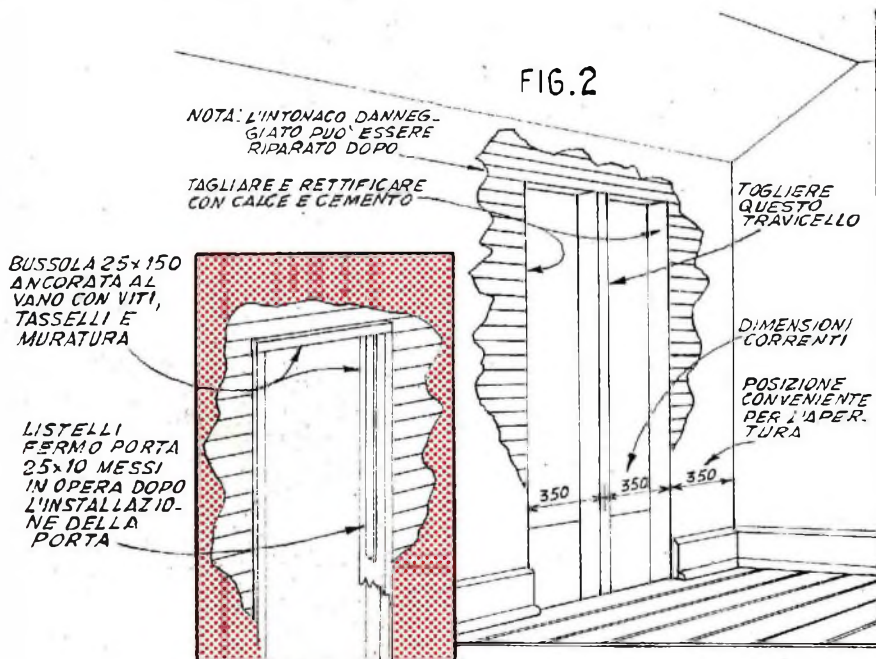 FIG.2
NOTA: L'INTONACO DANNEG-
GIATO PUO' ESSERE
RIPARATO DOPO
TAGLIARE E RETTIFICARE
CON CALCE E CEMENTO
TOGLIERE
QUESTO
TRAVICELLO
BUSSOLA 25x150
ANCORATA AL
VANO CON VITI,
TASSELLI E
MURATURA
DIMENSIONI
CORRENTI
POSIZIONE
CONVENIENTE
PER L'APER-
TURA
LISTELLI
FERMO PORTA
25x10 MESSI
IN OPERA DOPO
L'INSTALLAZIO-
NE DELLA
PORTA
350 350 350